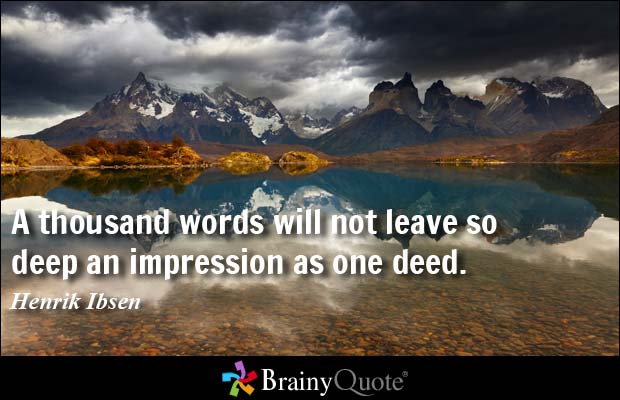 A thousand words will not leave so
deep an impression as one deed.
Henrik Ibsen
BrainyQuote®